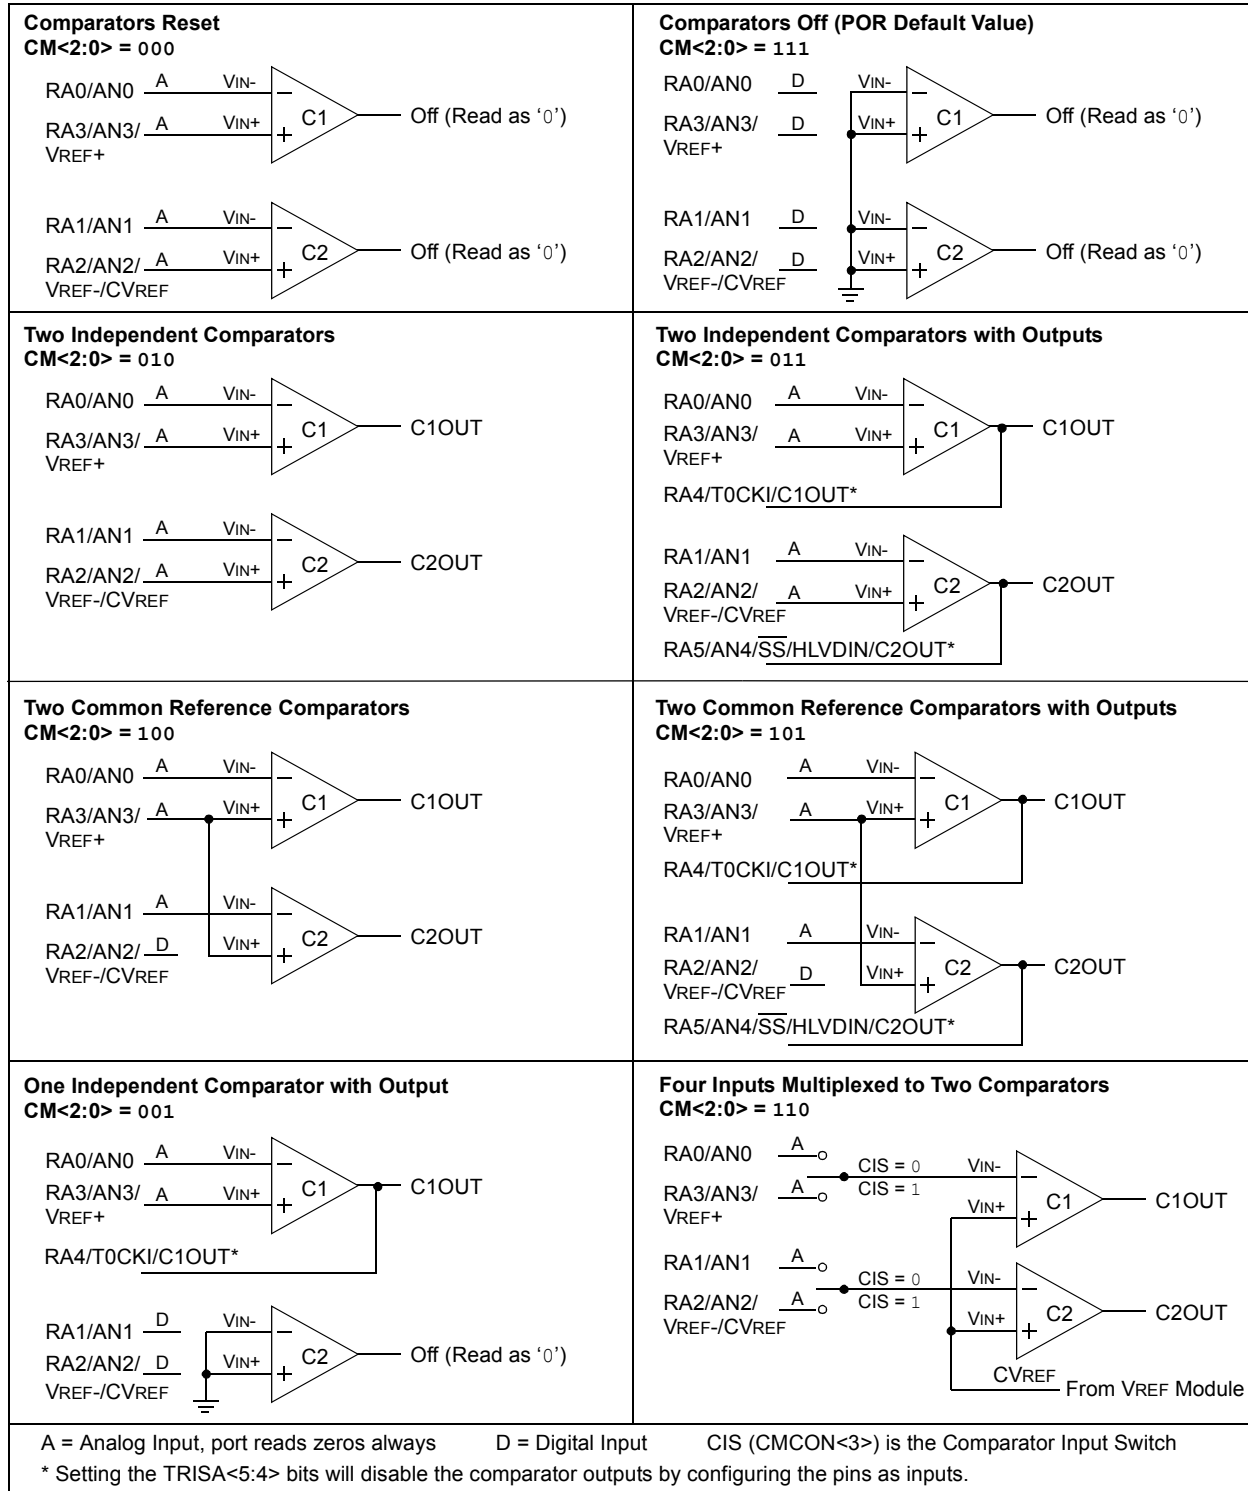 Comparators Reset
CM<2:0> = 000
RA0/AN0 A VIN-
RA3/AN3/ A VIN+
VREF+
C1
Off (Read as ‘0’)
RA1/AN1 A VIN-
RA2/AN2/ A VIN+
VREF-/CVREF
C2
Off (Read as ‘0’)
Comparators Off (POR Default Value)
CM<2:0> = 111
RA0/AN0 D VIN-
RA3/AN3/ D VIN+
VREF+
C1
Off (Read as ‘0’)
RA1/AN1 D VIN-
RA2/AN2/ D VIN+
VREF-/CVREF
C2
Off (Read as ‘0’)
Two Independent Comparators
CM<2:0> = 010
RA0/AN0 A VIN-
RA3/AN3/ A VIN+
VREF+
C1
C1OUT
RA1/AN1 A VIN-
RA2/AN2/ A VIN+
VREF-/CVREF
C2
C2OUT
Two Independent Comparators with Outputs
CM<2:0> = 011
RA0/AN0 A VIN-
RA3/AN3/ A VIN+
VREF+
C1
C1OUT
RA4/T0CKI/C1OUT*
RA1/AN1 A VIN-
RA2/AN2/ A VIN+
VREF-/CVREF
C2
C2OUT
RA5/AN4/SS/HLVDIN/C2OUT*
Two Common Reference Comparators
CM<2:0> = 100
RA0/AN0 A VIN-
RA3/AN3/ A VIN+
VREF+
C1
C1OUT
RA1/AN1 A VIN-
RA2/AN2/ D VIN+
VREF-/CVREF
C2
C2OUT
Two Common Reference Comparators with Outputs
CM<2:0> = 101
RA0/AN0 A VIN-
RA3/AN3/ A VIN+
VREF+
C1
C1OUT
RA4/T0CKI/C1OUT*
RA1/AN1 A VIN-
RA2/AN2/ D VIN+
VREF-/CVREF
C2
C2OUT
RA5/AN4/SS/HLVDIN/C2OUT*
One Independent Comparator with Output
CM<2:0> = 001
RA0/AN0 A VIN-
RA3/AN3/ A VIN+
VREF+
C1
C1OUT
RA4/T0CKI/C1OUT*
RA1/AN1 D VIN-
RA2/AN2/ D VIN+
VREF-/CVREF
C2
Off (Read as ‘0’)
Four Inputs Multiplexed to Two Comparators
CM<2:0> = 110
RA0/AN0 A CIS = 0 VIN-
RA3/AN3/ A CIS = 1 VIN+
VREF+
C1
C1OUT
RA1/AN1 A CIS = 0 VIN-
RA2/AN2/ A CIS = 1 VIN+
VREF-/CVREF
C2
C2OUT
CVREF
From VREF Module
A = Analog Input, port reads zeros always D = Digital Input CIS (CMCON<3>) is the Comparator Input Switch
* Setting the TRISA<5:4> bits will disable the comparator outputs by configuring the pins as inputs.